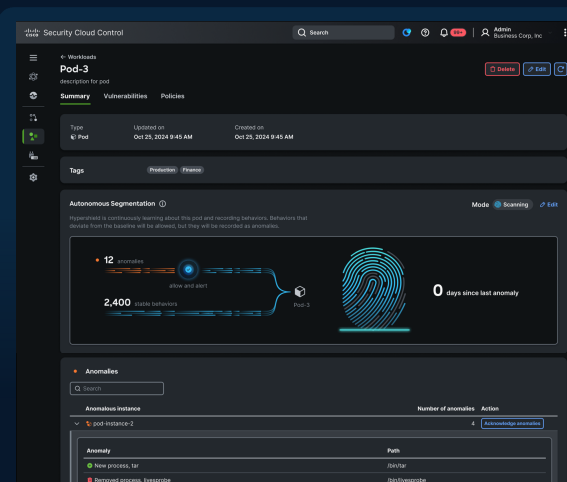 cisco Security Cloud Control
Search
99+
Admin
Business Corp, Inc
← Workloads
Pod-3
description for pod
Delete
Edit
Summary Vulnerabilities Policies
Type Updated on Created on
Pod Oct 25, 2024 9:45 AM Oct 25, 2024 9:45 AM
Tags Production Finance
Autonomous Segmentation
Mode Scanning Edit
Hypershield is continuously learning about this pod and recording behaviors. Behaviors that
deviate from the baseline will be allowed, but they will be recorded as anomalies.
12 anomalies
allow and alert
2,400 stable behaviors
Pod-3
0 days since last anomaly
Anomalies
Search
Anomalous instance Number of anomalies Action
pod-instance-2 4 Acknowledge anomalies
Anomaly Path
New process, tar /bin/tar
Removed process, livesprobe /bin/livesprobe